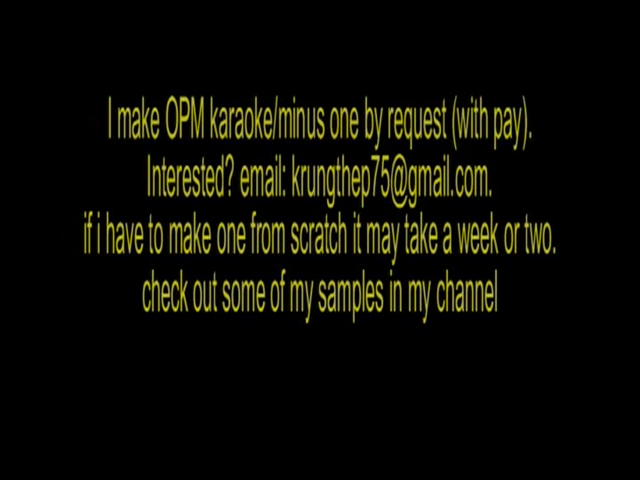 I make OPM karaoke/minus one by request (with pay).
Interested? email: krungthep75@gmail.com.
if i have to make one from scratch it may take a week or two.
check out some of my samples in my channel